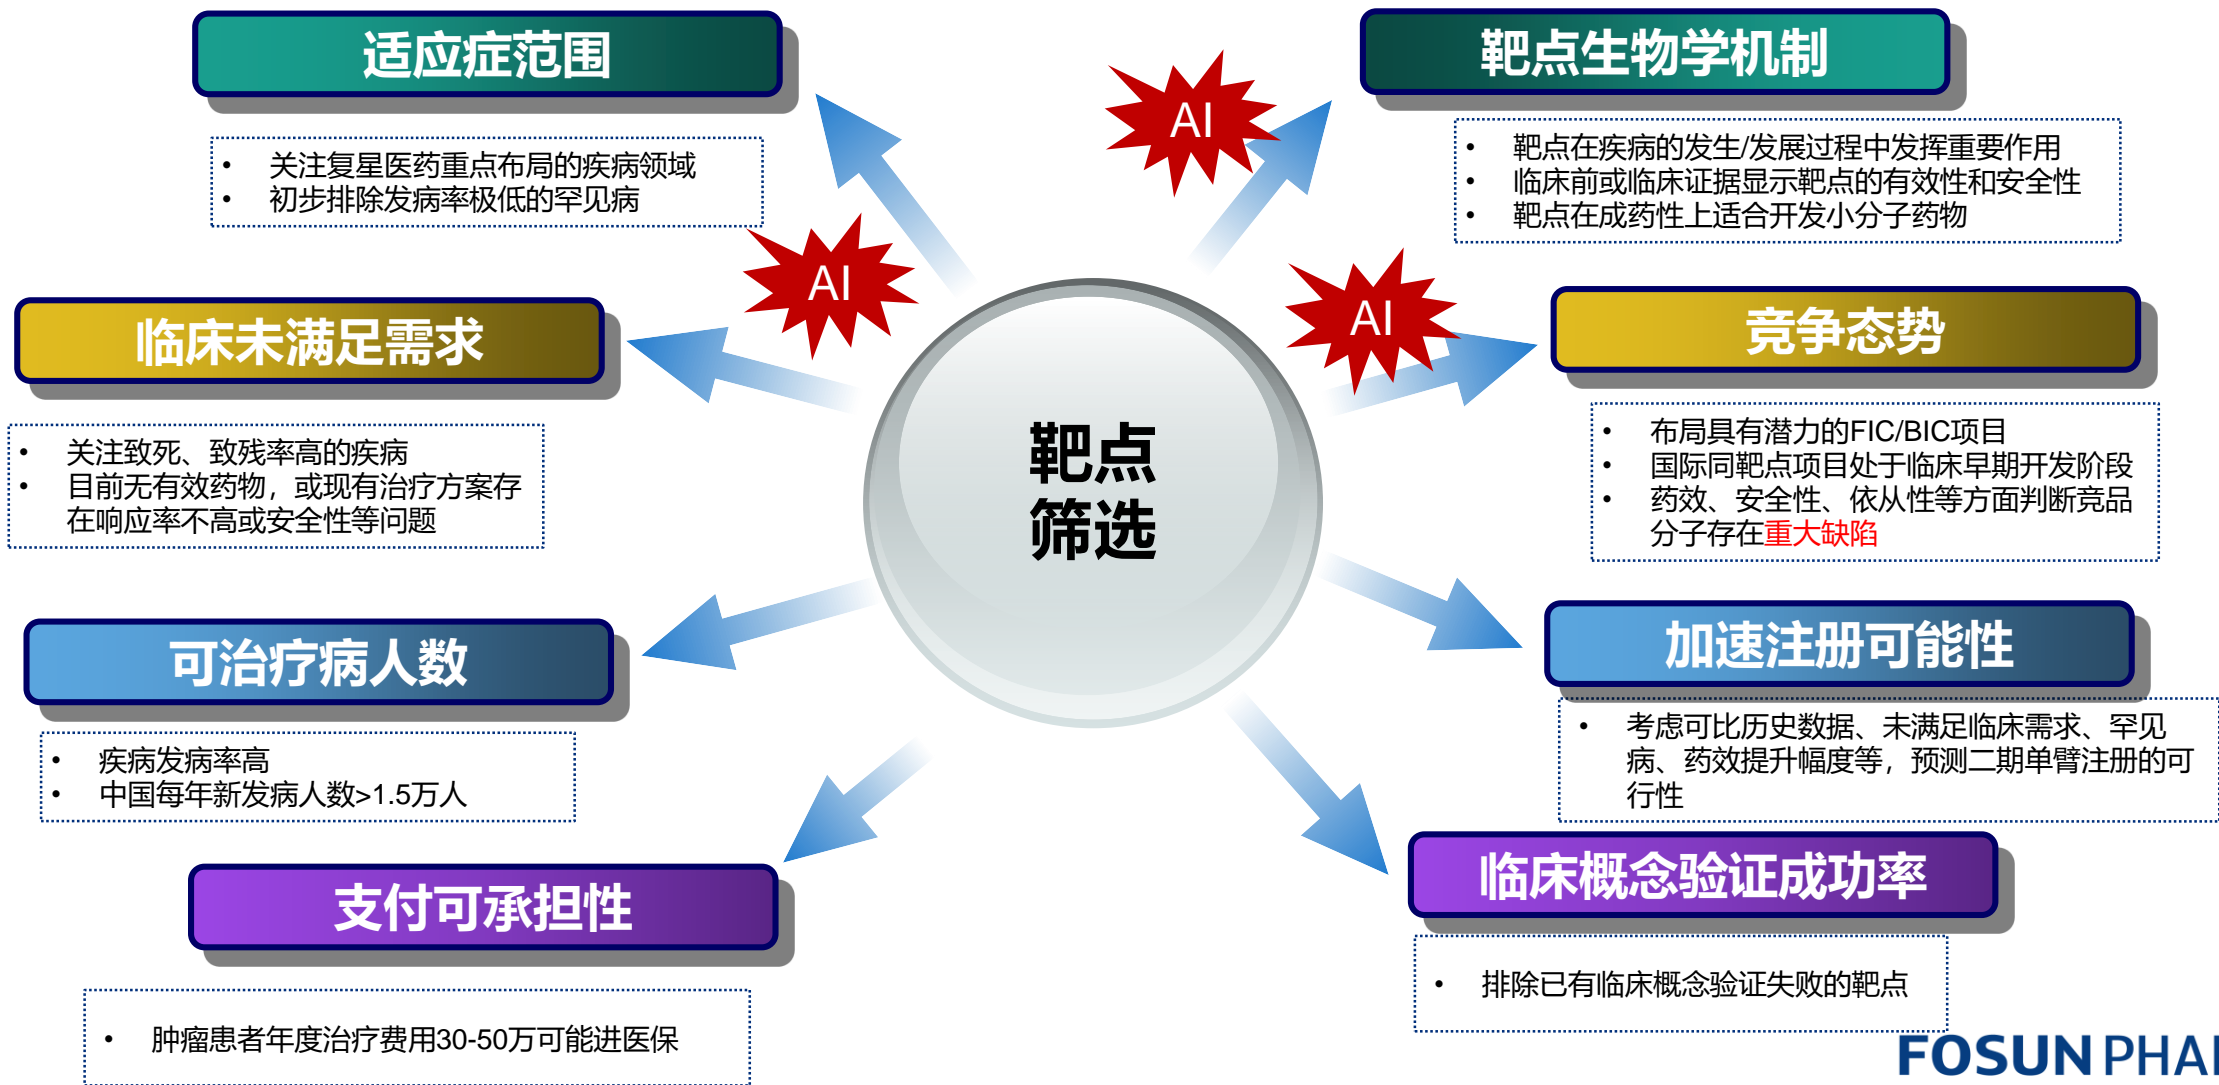 适应症范围
• 关注复星医药重点布局的疾病领域
• 初步排除发病率极低的罕见病
AI
临床未满足需求
• 关注致死、致残率高的疾病
• 目前无有效药物，或现有治疗方案存
在响应率不高或安全性等问题
可治疗病人数
• 疾病发病率高
• 中国每年新发病人数>1.5万人
支付可承担性
• 肿瘤患者年度治疗费用30-50万可能进医保
靶点
筛选
AI
靶点生物学机制
• 靶点在疾病的发生/发展过程中发挥重要作用
• 临床前或临床证据显示靶点的有效性和安全性
• 靶点在成药性上适合开发小分子药物
AI
竞争态势
• 布局具有潜力的FIC/BIC项目
• 国际同靶点项目处于临床早期开发阶段
• 药效、安全性、依从性等方面判断竞品
分子存在重大缺陷
加速注册可能性
• 考虑可比历史数据、未满足临床需求、罕见
病、药效提升幅度等，预测二期单臂注册的可
行性
临床概念验证成功率
• 排除已有临床概念验证失败的靶点
FOSUN PHA